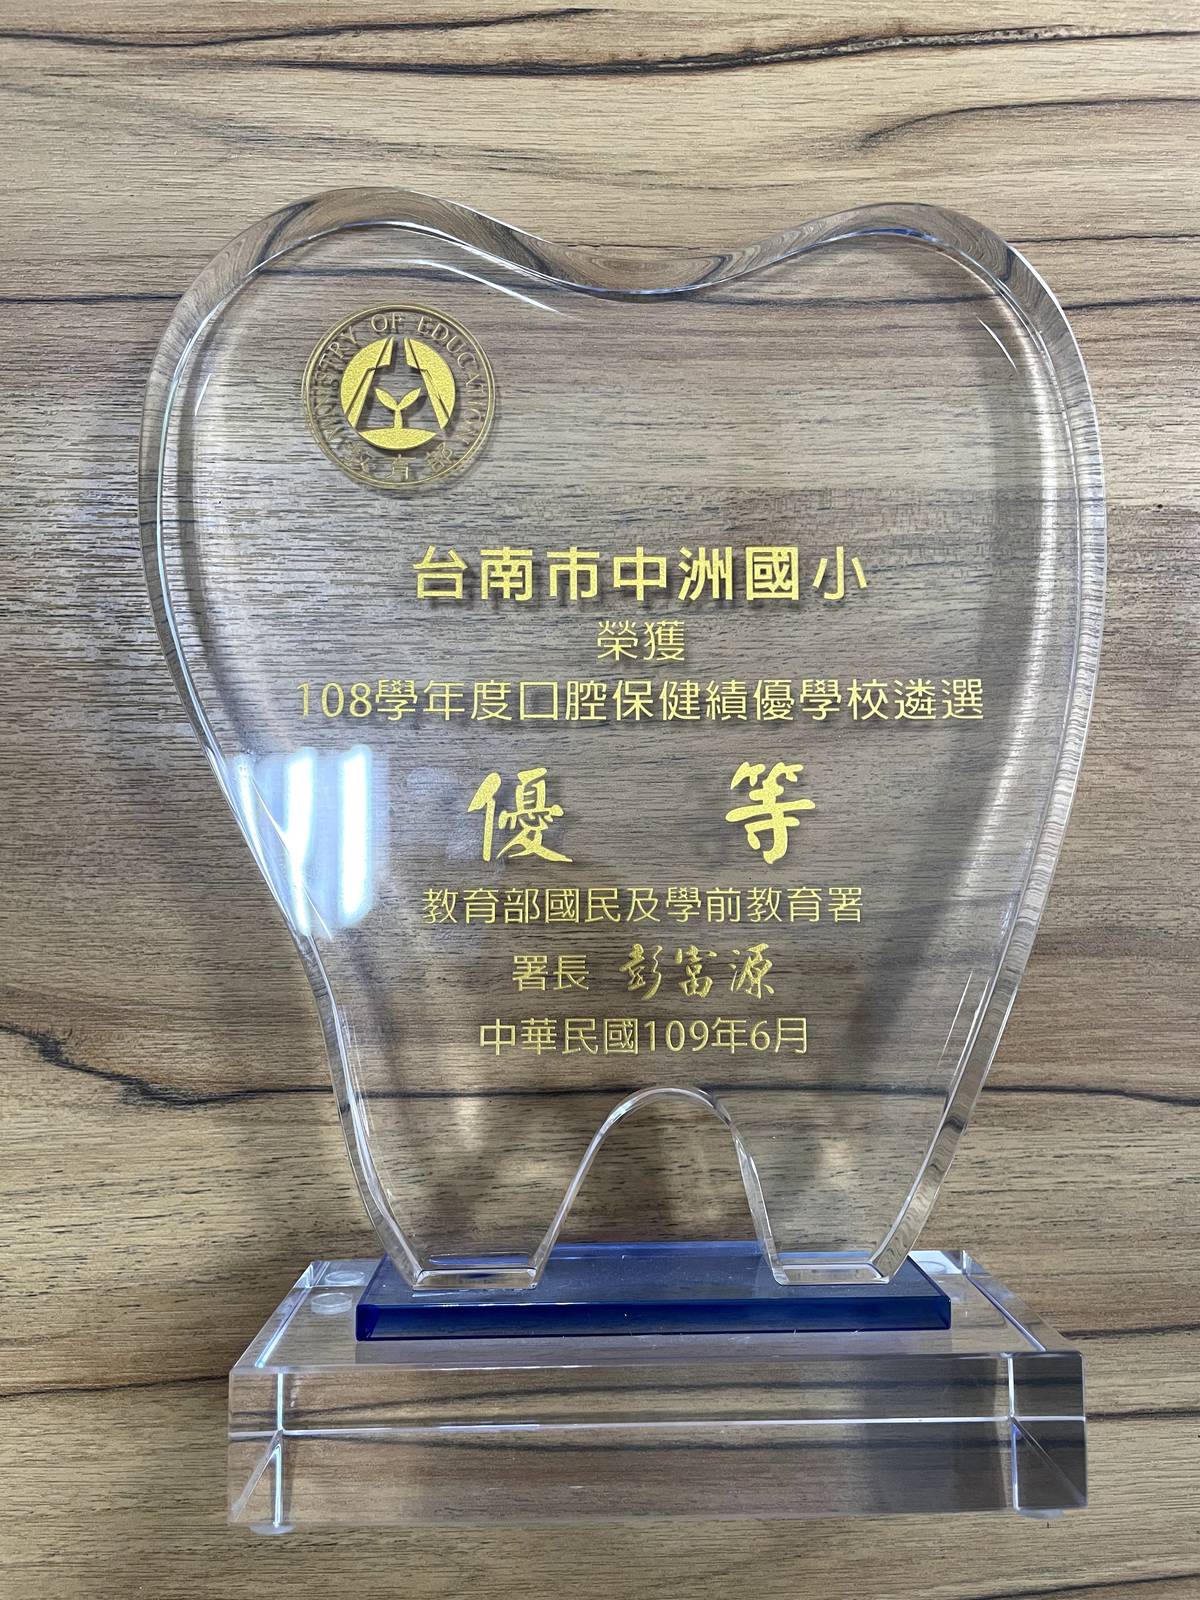 MINISTRY OF EDUCATION
教育部
台南市中洲國小
榮獲
108學年度口腔保健績優學校遴選
優 等
教育部國民及學前教育署
署長 彭富源
中華民國109年6月